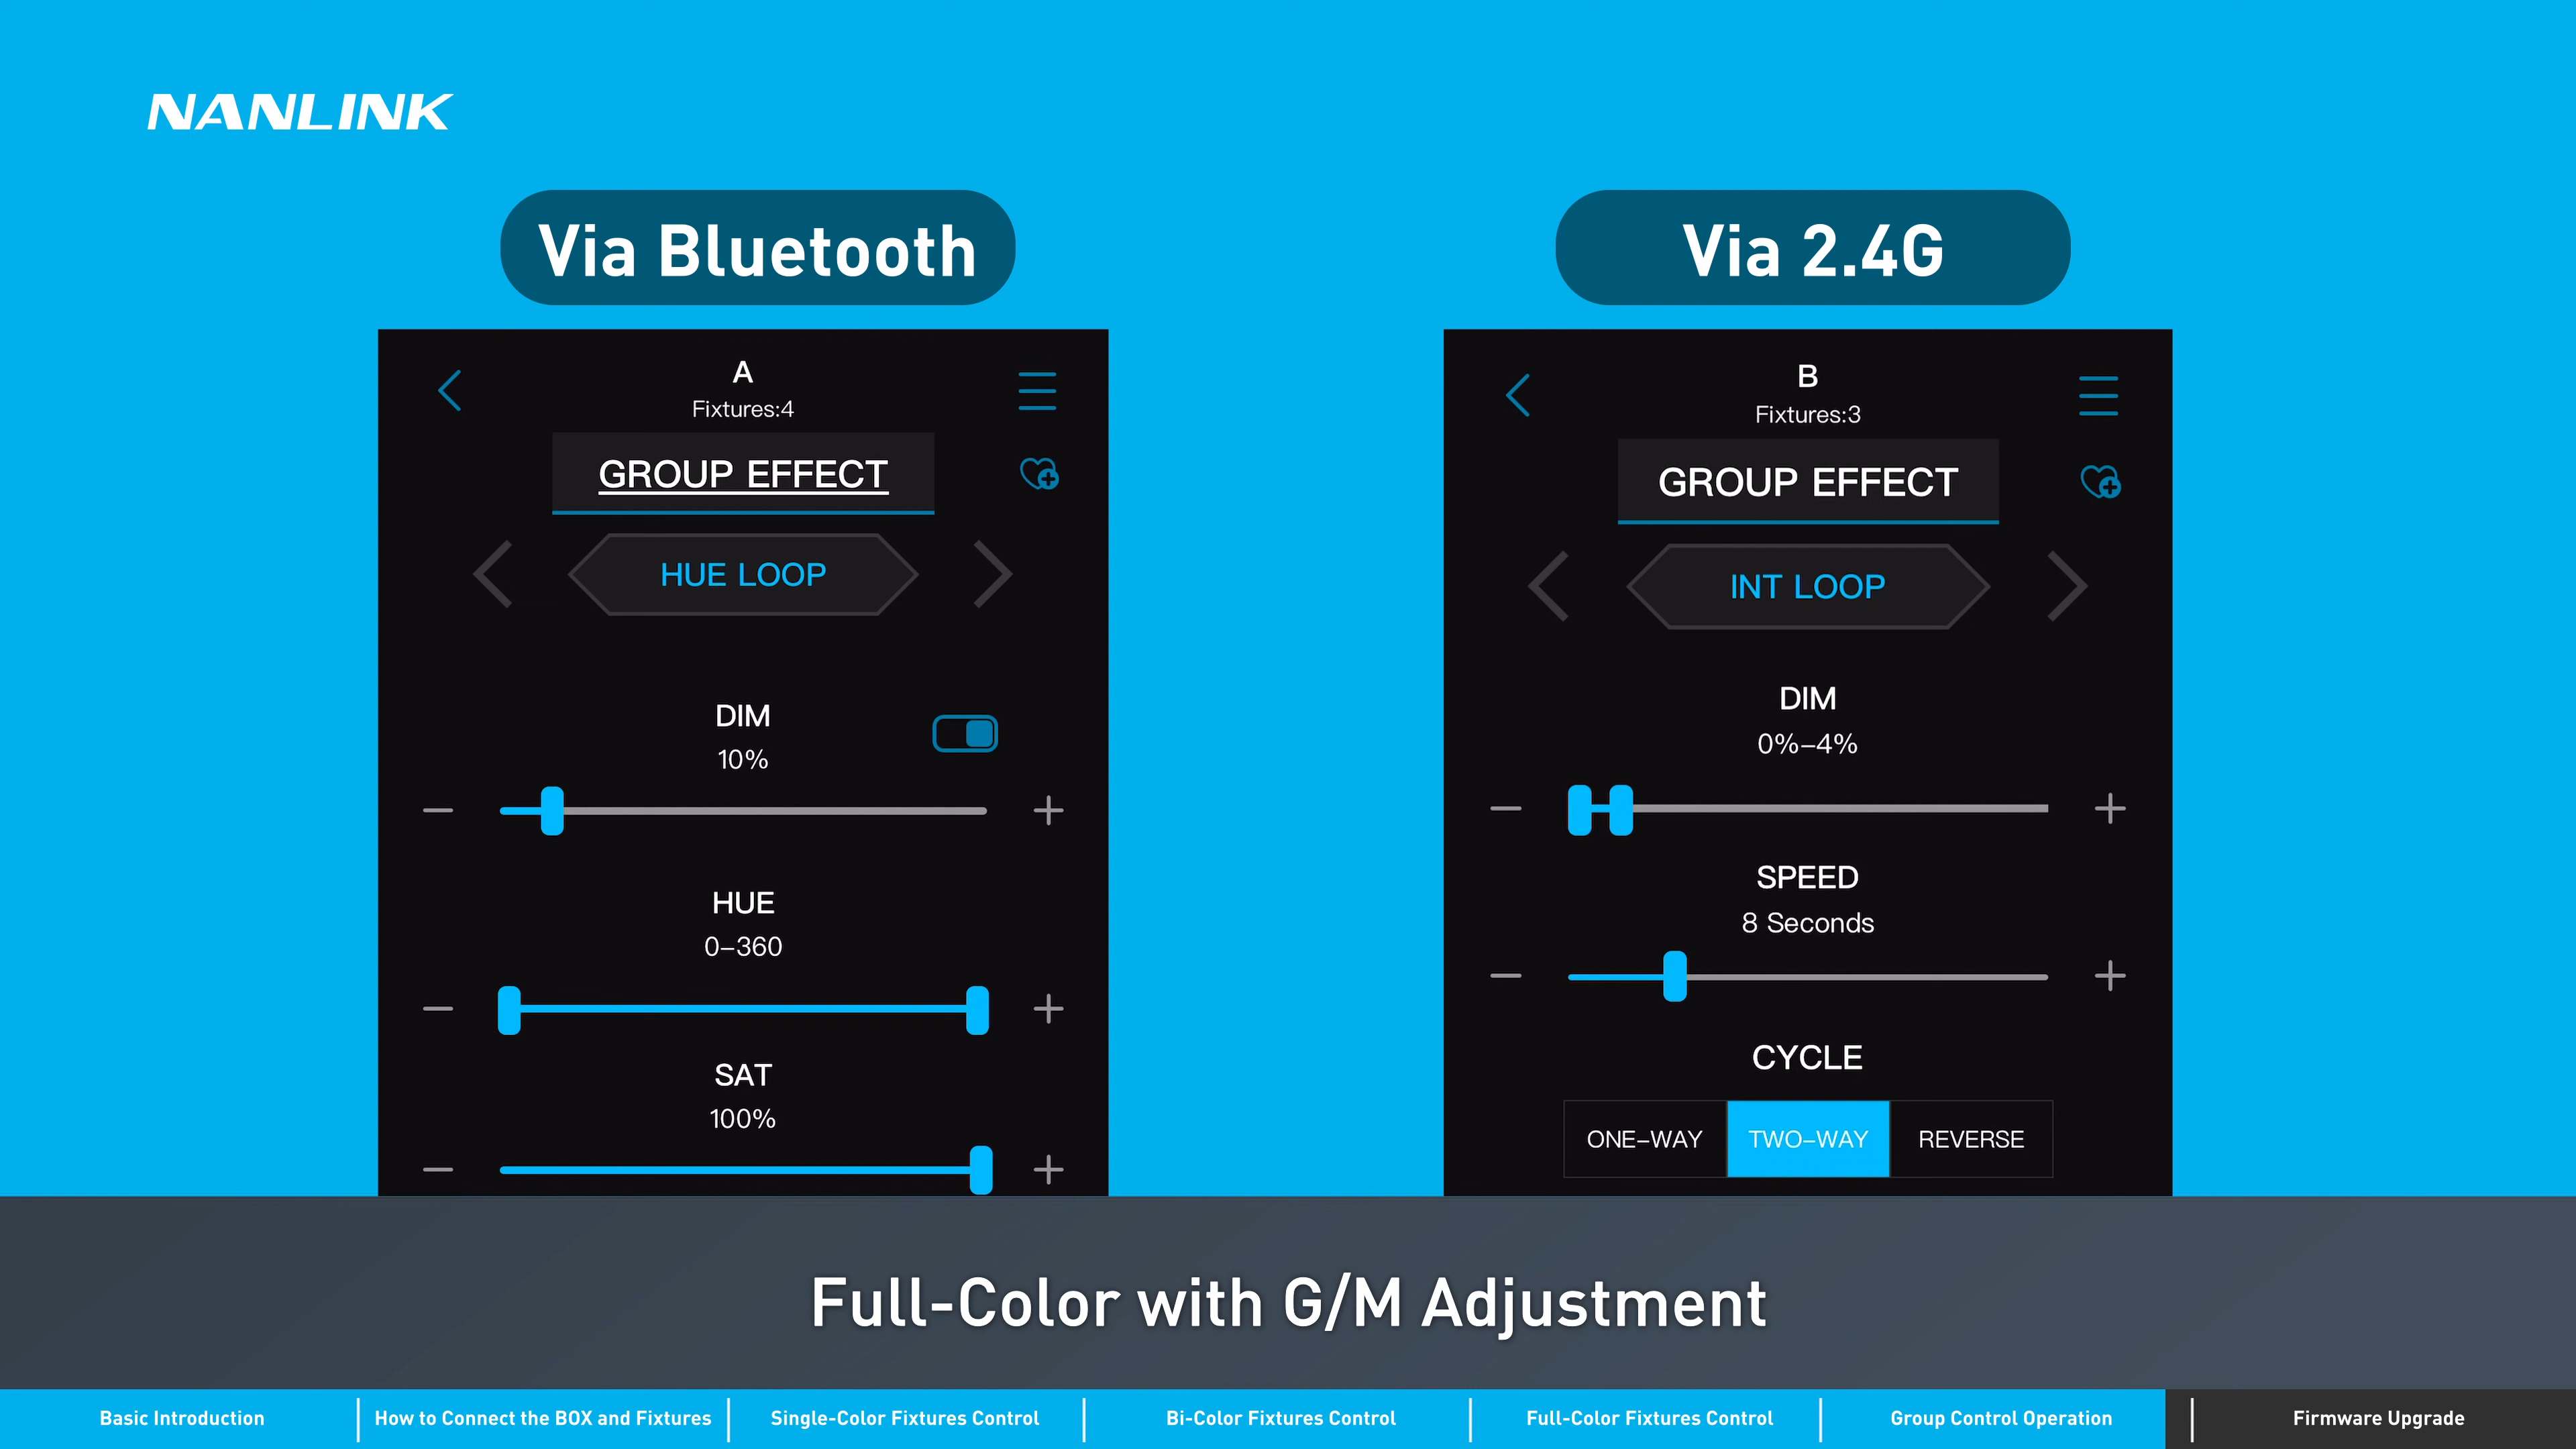 NANLINK
Via Bluetooth
A
Fixtures:4
GROUP EFFECT
HUE LOOP
DIM
10%
HUE
0–360
SAT
100%
Via 2.4G
B
Fixtures:3
GROUP EFFECT
INT LOOP
DIM
0%–4%
SPEED
8 Seconds
CYCLE
ONE–WAY TWO–WAY REVERSE
Full-Color with G/M Adjustment
Basic Introduction How to Connect the BOX and Fixtures Single-Color Fixtures Control Bi-Color Fixtures Control Full-Color Fixtures Control Group Control Operation Firmware Upgrade